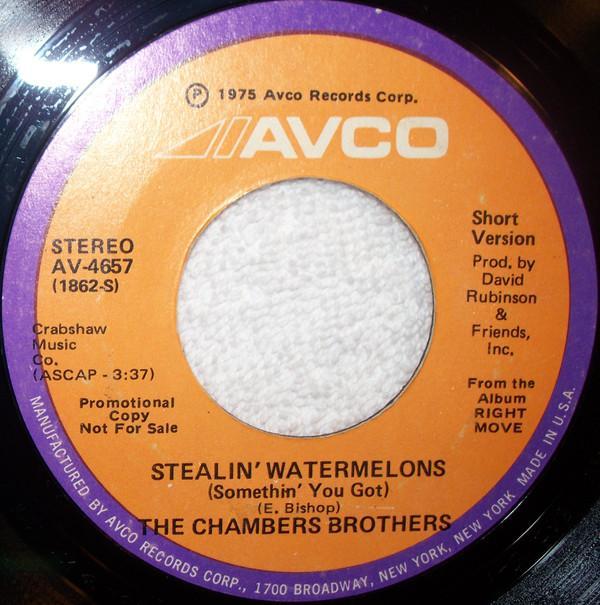 ℗ 1975 Avco Records Corp.
AVCO
STEREO
AV-4657
(1862-S)
Crabshaw
Music
Co.
(ASCAP - 3:37)
Promotional
Copy
Not For Sale
Short
Version
Prod. by
David
Rubinson
&
Friends,
Inc.
From the
Album
RIGHT
MOVE
STEALIN' WATERMELONS
(Somethin' You Got)
(E. Bishop)
THE CHAMBERS BROTHERS
MANUFACTURED BY AVCO RECORDS CORP., 1700 BROADWAY, NEW YORK, NEW YORK MADE IN U.S.A.